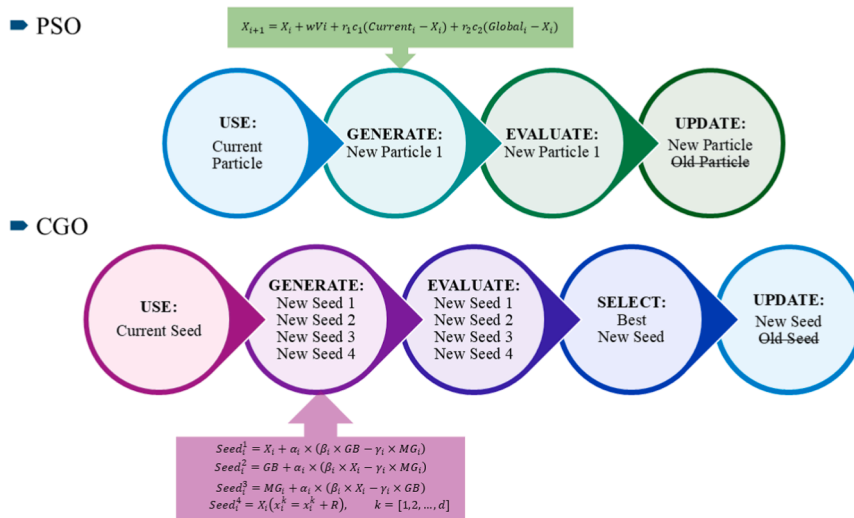 PSO
X_{i+1} = X_i + wVi + r_1c_1(Current_i − X_i) + r_2c_2(Global_i − X_i)
USE:
Current
Particle
GENERATE:
New Particle 1
EVALUATE:
New Particle 1
UPDATE:
New Particle
Old Particle
CGO
USE:
Current Seed
GENERATE:
New Seed 1
New Seed 2
New Seed 3
New Seed 4
EVALUATE:
New Seed 1
New Seed 2
New Seed 3
New Seed 4
SELECT:
Best
New Seed
UPDATE:
New Seed
Old Seed
Seed_i^1 = X_i + α_i × (β_i × GB − γ_i × MG_i)
Seed_i^2 = GB + α_i × (β_i × X_i − γ_i × MG_i)
Seed_i^3 = MG_i + α_i × (β_i × X_i − γ_i × GB)
Seed_i^4 = X_i(x_i^k = x_i^k + R), k = [1,2, …, d]